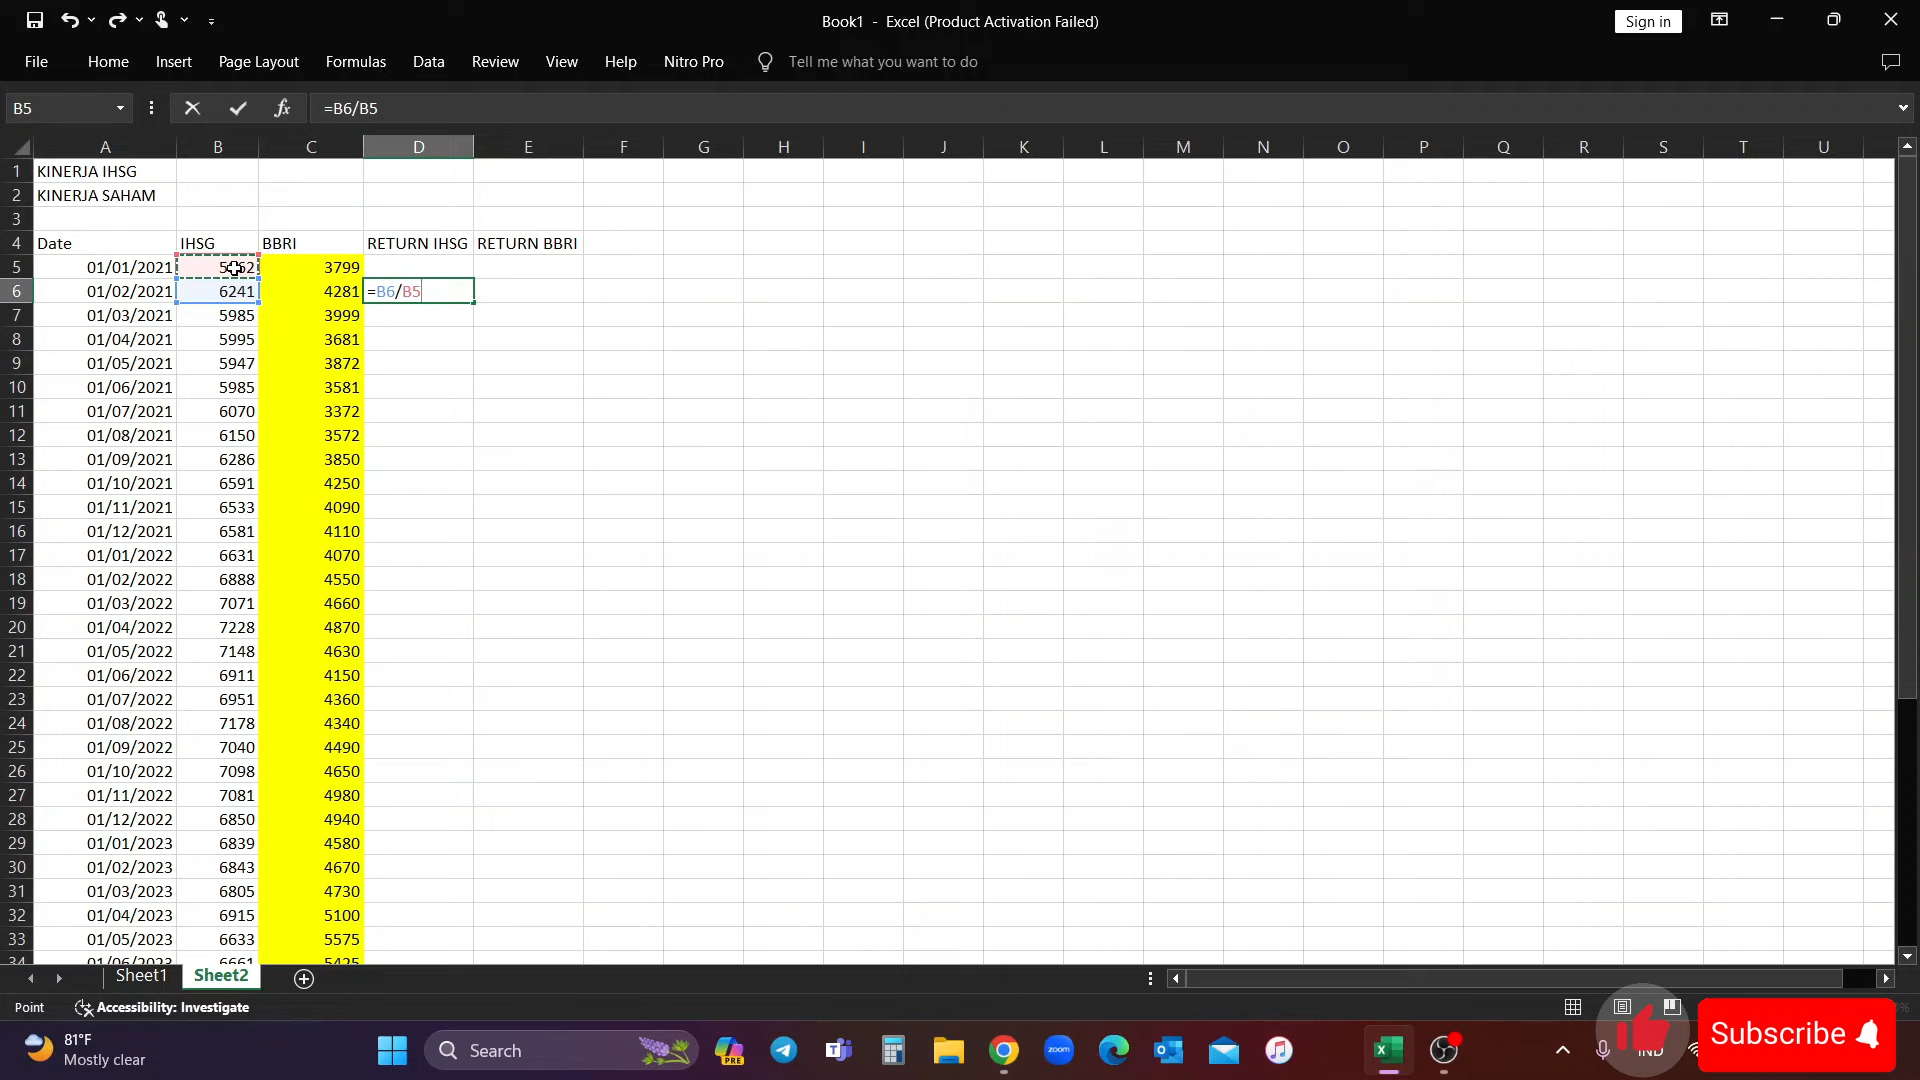 Book1 - Excel (Product Activation Failed)
Sign in
File Home Insert Page Layout Formulas Data Review View Help Nitro Pro Tell me what you want to do
B5 fx =B6/B5
A B C D E F G H I J K L M N O P Q R S T U
1 KINERJA IHSG
2 KINERJA SAHAM
3
4 Date IHSG BBRI RETURN IHSG RETURN BBRI
5 01/01/2021 3799
6 01/02/2021 6241 4281 =B6/B5
7 01/03/2021 5985 3999
8 01/04/2021 5995 3681
9 01/05/2021 5947 3872
10 01/06/2021 5985 3581
11 01/07/2021 6070 3372
12 01/08/2021 6150 3572
13 01/09/2021 6286 3850
14 01/10/2021 6591 4250
15 01/11/2021 6533 4090
16 01/12/2021 6581 4110
17 01/01/2022 6631 4070
18 01/02/2022 6888 4550
19 01/03/2022 7071 4660
20 01/04/2022 7228 4870
21 01/05/2022 7148 4630
22 01/06/2022 6911 4150
23 01/07/2022 6951 4360
24 01/08/2022 7178 4340
25 01/09/2022 7040 4490
26 01/10/2022 7098 4650
27 01/11/2022 7081 4980
28 01/12/2022 6850 4940
29 01/01/2023 6839 4580
30 01/02/2023 6843 4670
31 01/03/2023 6805 4730
32 01/04/2023 6915 5100
33 01/05/2023 6633 5575
34 01/06/2023 6661 5425
Sheet1 Sheet2
Point Accessibility: Investigate
81°F
Mostly clear
Search
PRE
zoom
IND
Subscribe